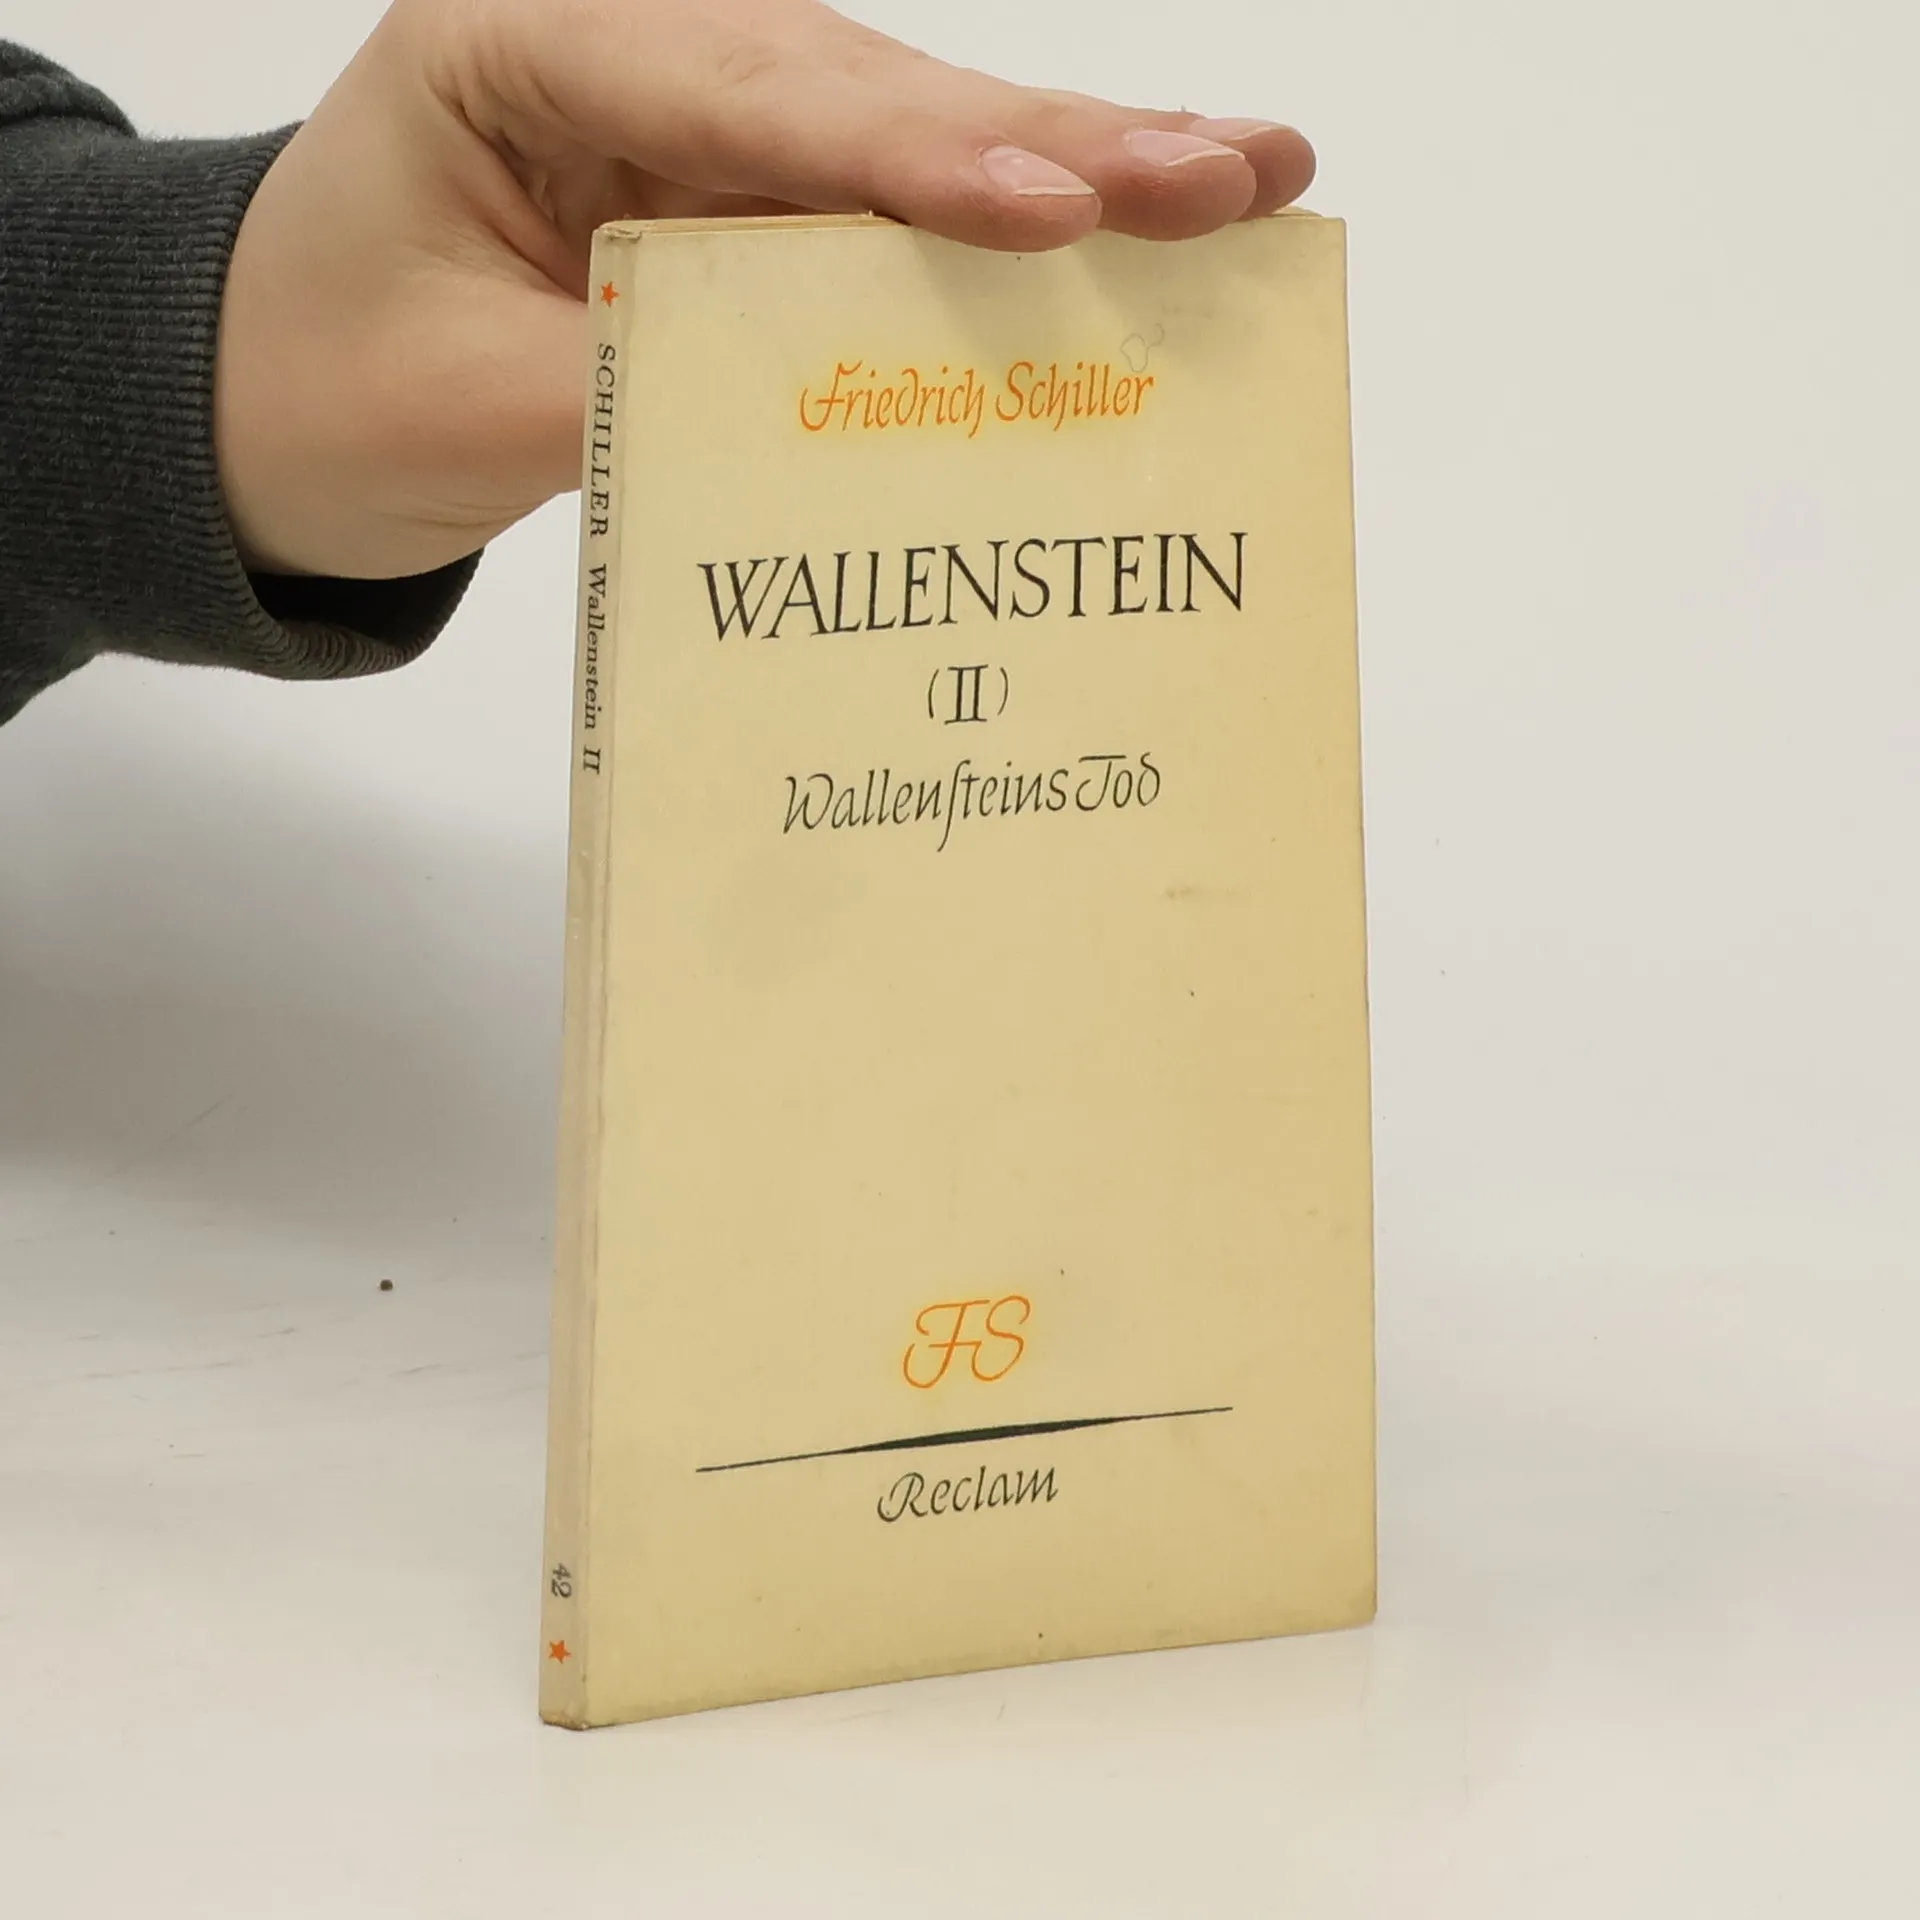 Friedrich Schiller
WALLENSTEIN
(II)
Wallenſteins Tod
FS
Reclam
SCHILLER Wallenstein II
42